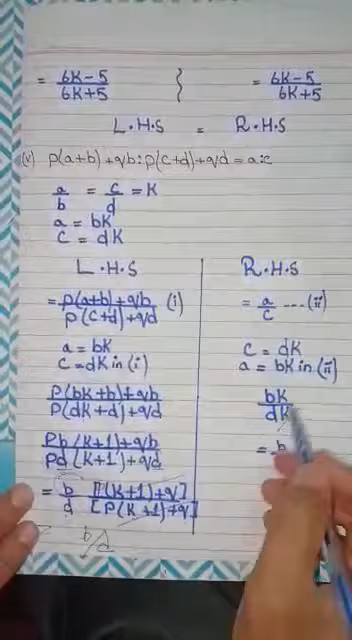 = 6K-5 / 6K+5 } = 6K-5 / 6K+5
L.H.S = R.H.S
(v) p(a+b)+qb:p(c+d)+qd=a:c
a/b = c/d = K
a = bK
c = dK
L.H.S
= p(a+b)+qb / p(c+d)+qd (i)
a = bK
c = dK in (i)
p(bK+b)+qb / p(dK+d)+qd
pb(K+1)+qb / pd(K+1)+qd
= b/d [P(K+1)+q] / [P(K+1)+q]
b/d
R.H.S
= a/c ---(ii)
c = dK
a = bK in (ii)
bK / dK
= b